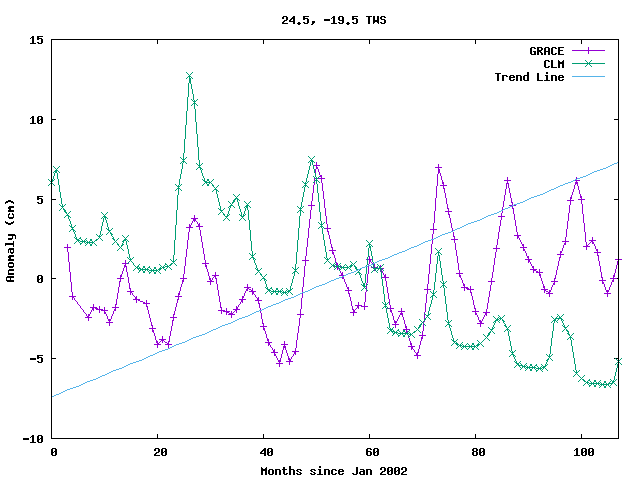 24.5, -19.5 TWS
GRACE
CLM
Trend Line
15
10
5
0
-5
-10
Anomaly (cm)
0 20 40 60 80 100
Months since Jan 2002